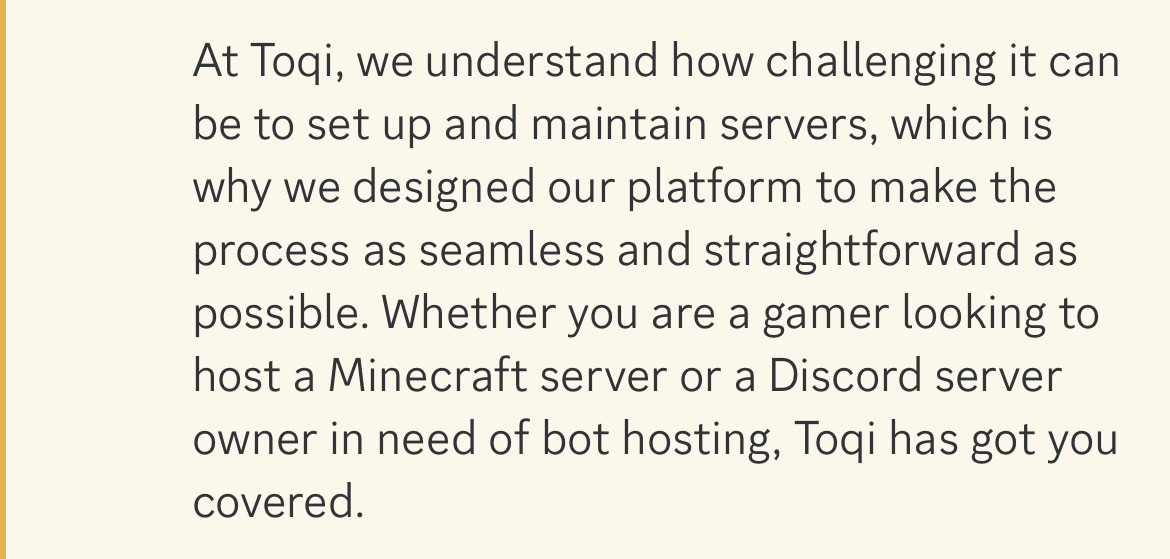 At Toqi, we understand how challenging it can
be to set up and maintain servers, which is
why we designed our platform to make the
process as seamless and straightforward as
possible. Whether you are a gamer looking to
host a Minecraft server or a Discord server
owner in need of bot hosting, Toqi has got you
covered.